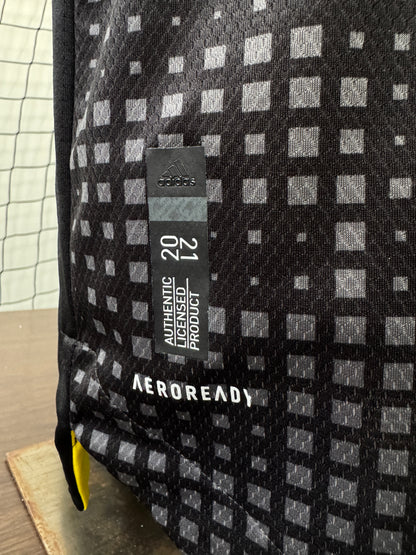 adidas
20
21
AUTHENTIC
LICENSED
PRODUCT
AEROREADY